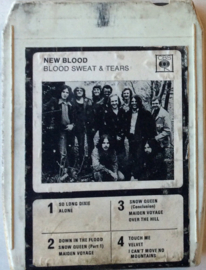 NEW BLOOD
BLOOD SWEAT & TEARS
CBS
1
SO LONG DIXIE
ALONE
2
DOWN IN THE FLOOD
SNOW QUEEN (Part I)
MAIDEN VOYAGE
3
SNOW QUEEN
(Conclusion)
MAIDEN VOYAGE
OVER THE HILL
4
TOUCH ME
VELVET
I CAN'T MOVE NO
MOUNTAINS